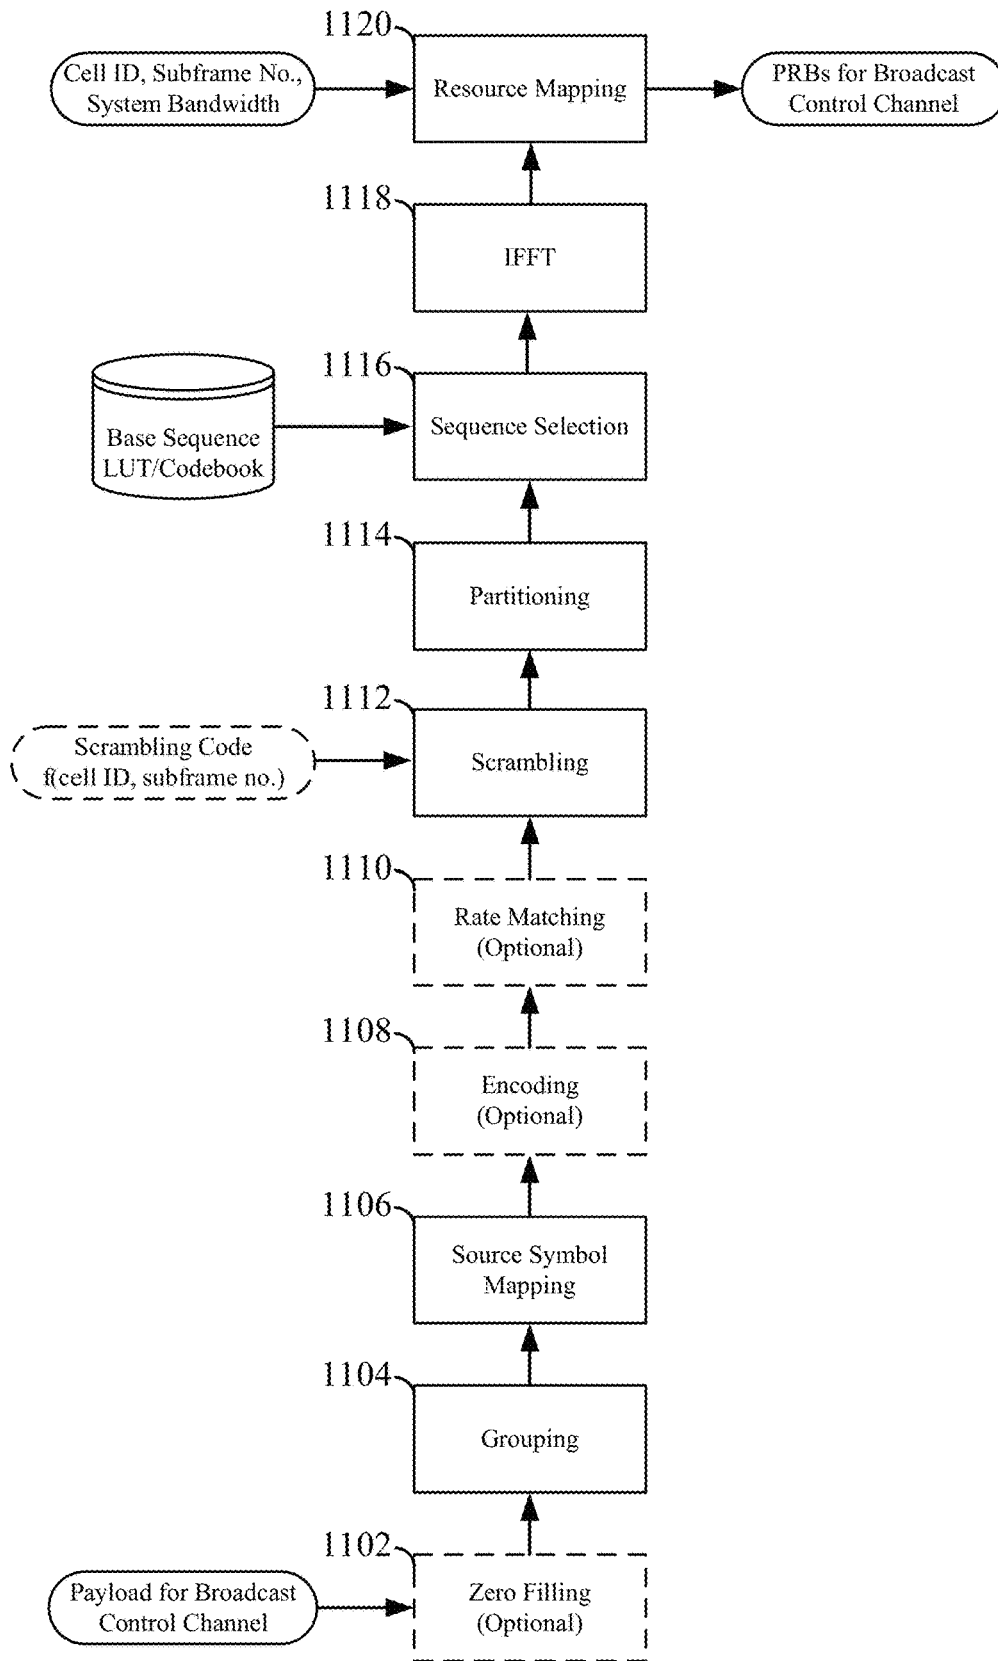 1120
Cell ID, Subframe No.,
System Bandwidth
Resource Mapping
PRBs for Broadcast
Control Channel
1118
IFFT
1116
Base Sequence
LUT/Codebook
Sequence Selection
1114
Partitioning
1112
Scrambling Code
f(cell ID, subframe no.)
Scrambling
1110
Rate Matching
(Optional)
1108
Encoding
(Optional)
1106
Source Symbol
Mapping
1104
Grouping
1102
Payload for Broadcast
Control Channel
Zero Filling
(Optional)